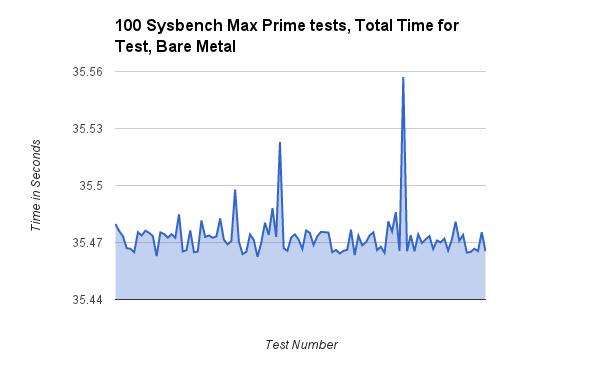 100 Sysbench Max Prime tests, Total Time for
Test, Bare Metal
35.56
35.53
35.5
35.47
35.44
Time in Seconds
Test Number